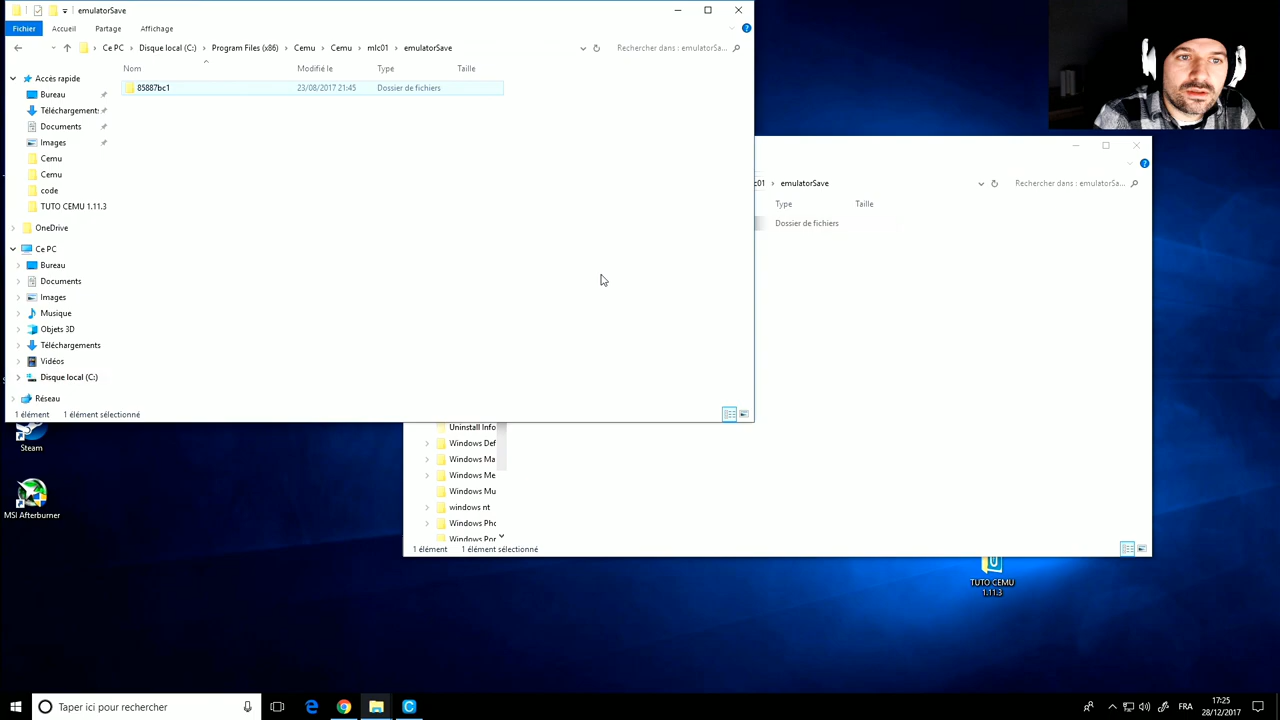 emulatorSave
Fichier Accueil Partage Affichage
Ce PC Disque local (C:) Program Files (x86) Cemu Cemu mlc01 emulatorSave Rechercher dans : emulatorSa...
Nom Modifié le Type Taille
85887bc1 23/08/2017 21:45 Dossier de fichiers
Accès rapide
Bureau
Téléchargements
Documents
Images
Cemu
Cemu
code
TUTO CEMU 1.11.3
OneDrive
Ce PC
Bureau
Documents
Images
Musique
Objets 3D
Téléchargements
Vidéos
Disque local (C:)
Réseau
1 élément 1 élément sélectionné
lc01 emulatorSave Rechercher dans : emulatorSa...
Type Taille
Dossier de fichiers
Uninstall Info
Windows Def
Windows Ma
Windows Me
Windows Mu
windows nt
Windows Pho
Windows Por
1 élément 1 élément sélectionné
Steam
MSI Afterburner
TUTO CEMU
1.11.3
Taper ici pour rechercher
FRA
17:25
28/12/2017